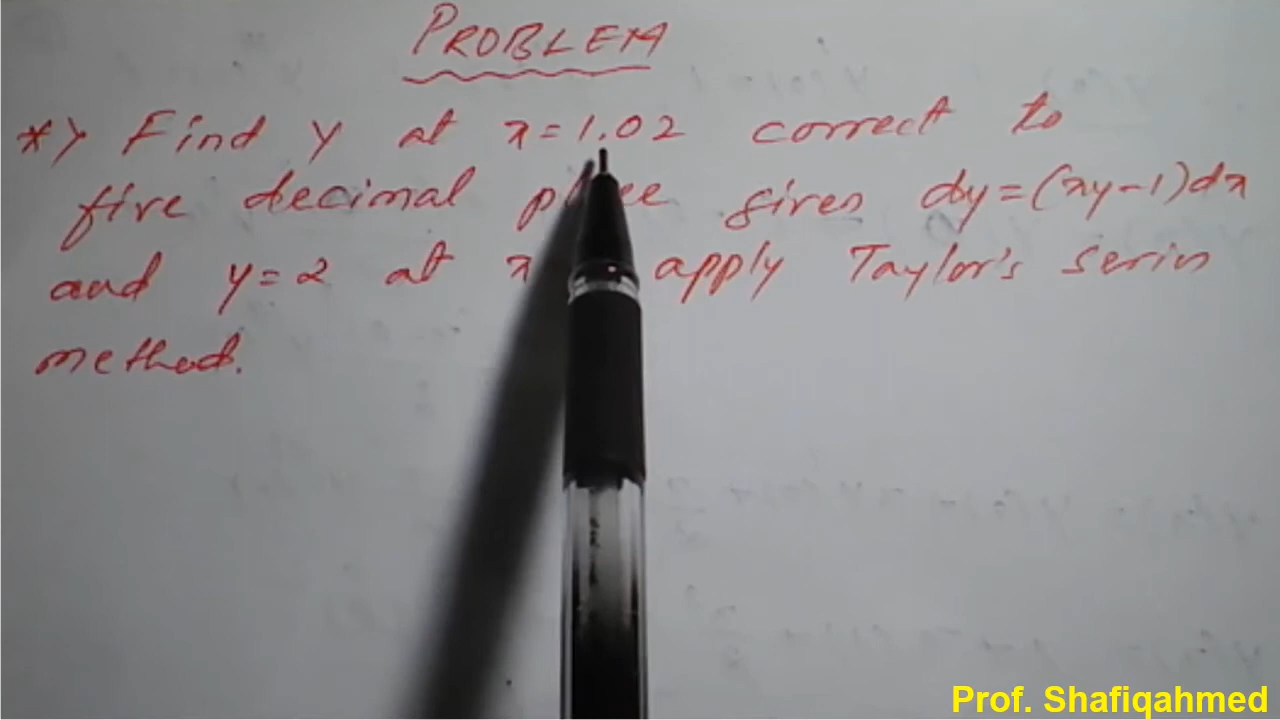 PROBLEM
*> Find y at x=1.02 correct to
five decimal given dy=(xy-1)dx
and y=2 at x apply Taylor's series
method.
Prof. Shafiqahmed